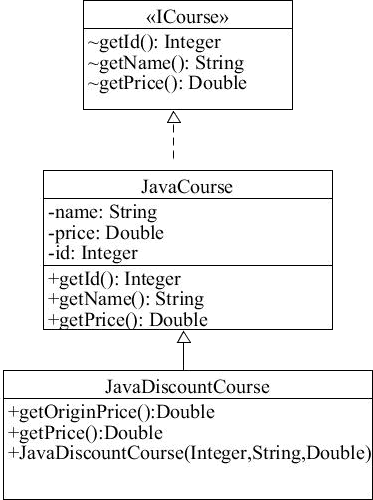 «ICourse»
~getId(): Integer
~getName(): String
~getPrice(): Double
JavaCourse
-name: String
-price: Double
-id: Integer
+getId(): Integer
+getName(): String
+getPrice(): Double
JavaDiscountCourse
+getOriginPrice():Double
+getPrice():Double
+JavaDiscountCourse(Integer,String,Double)